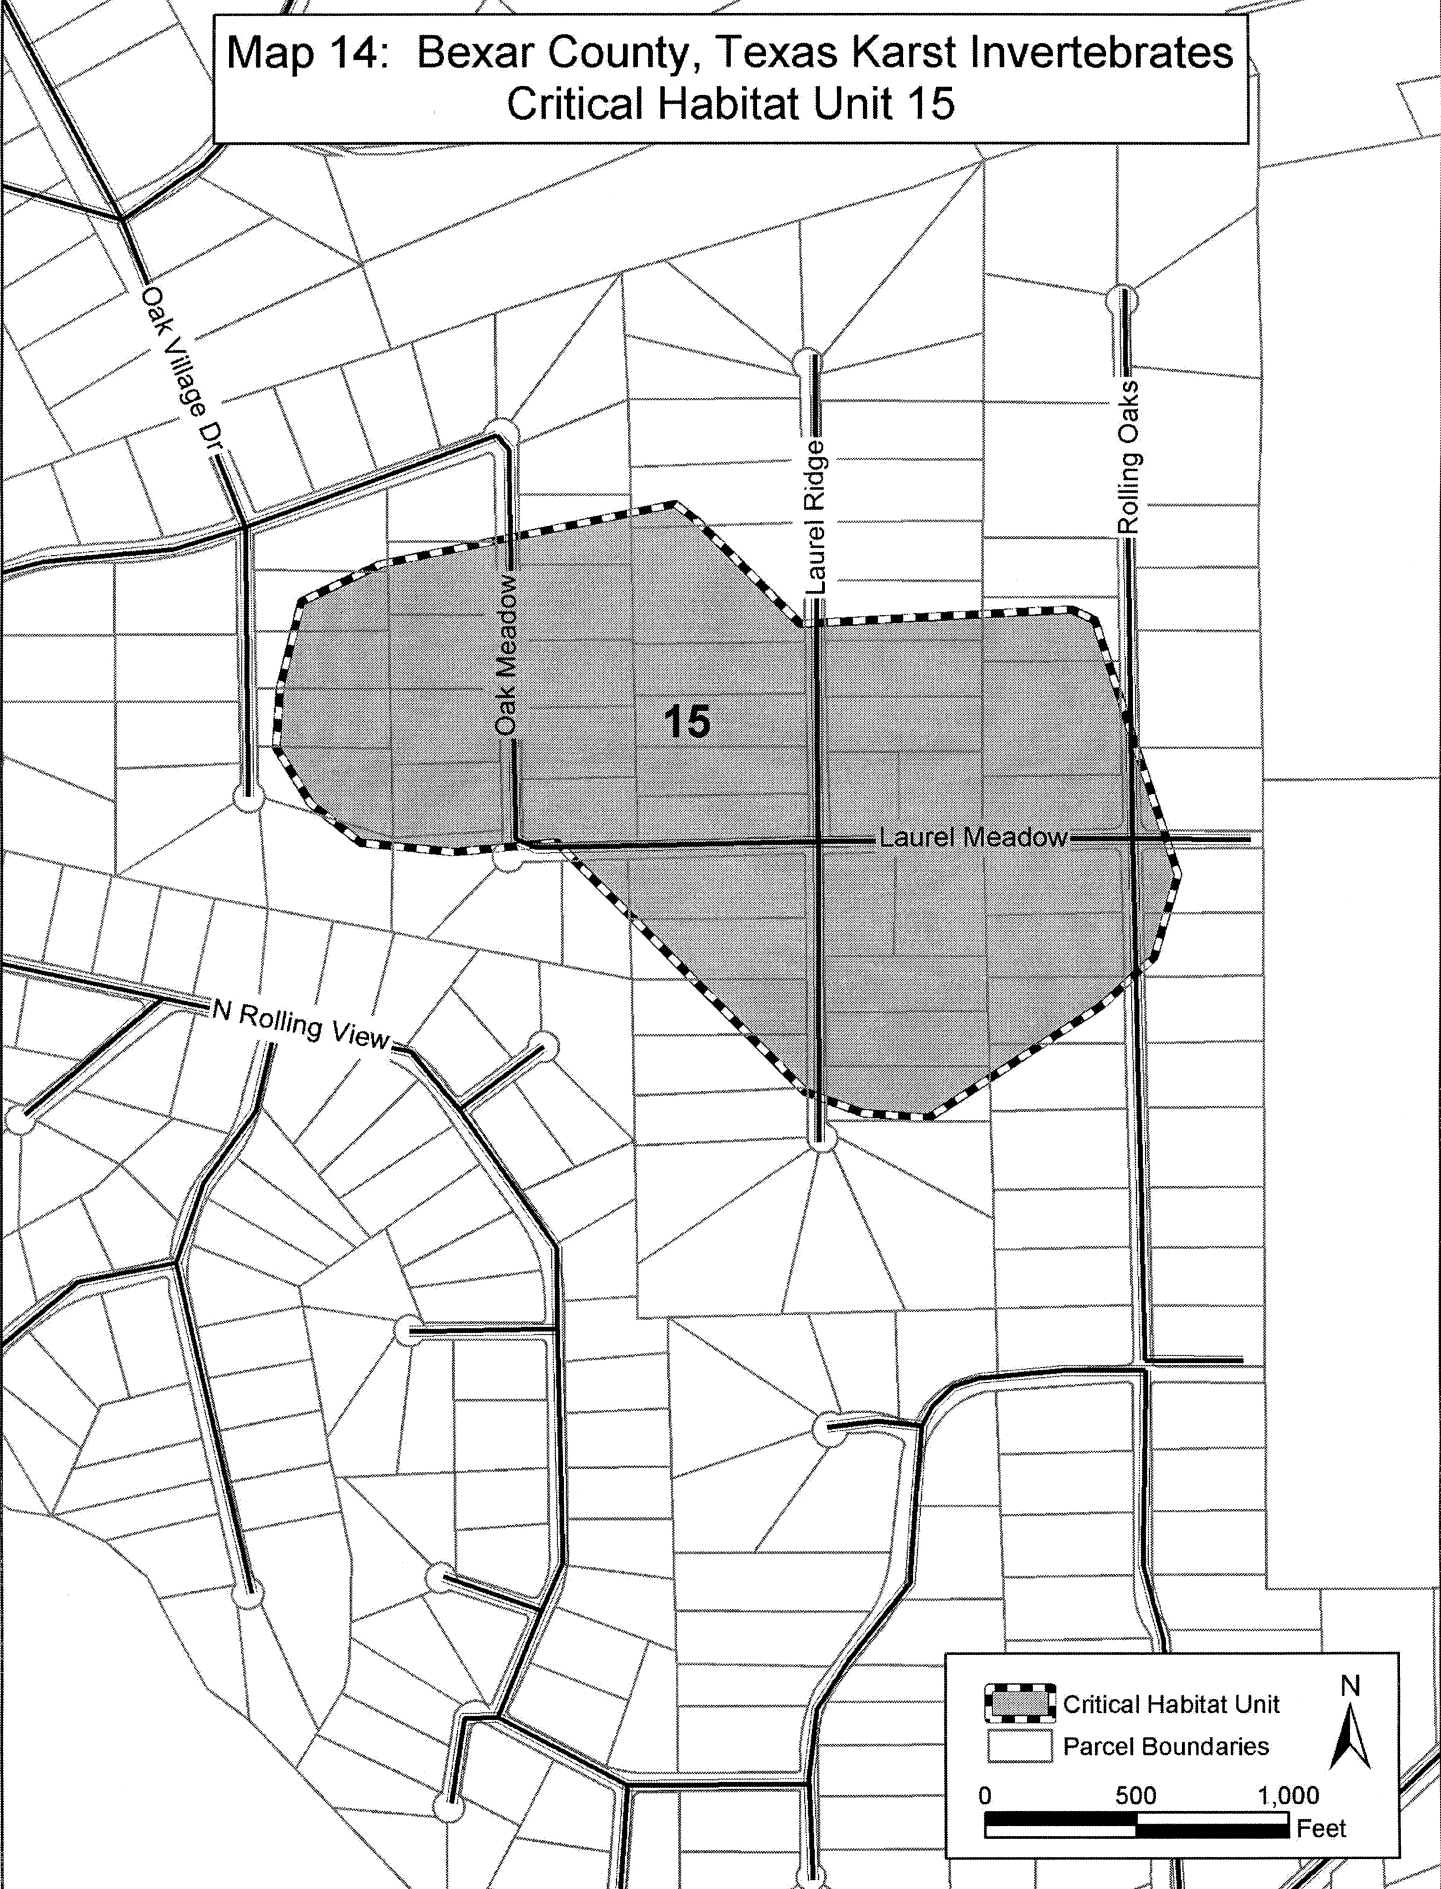 Map 14:  Bexar County, Texas Karst Invertebrates
Critical Habitat Unit 15
Oak Village Dr
Rolling Oaks
Laurel Ridge
Oak Meadow
15
Laurel Meadow
N Rolling View
Critical Habitat Unit
Parcel Boundaries
N
0 500 1,000
Feet